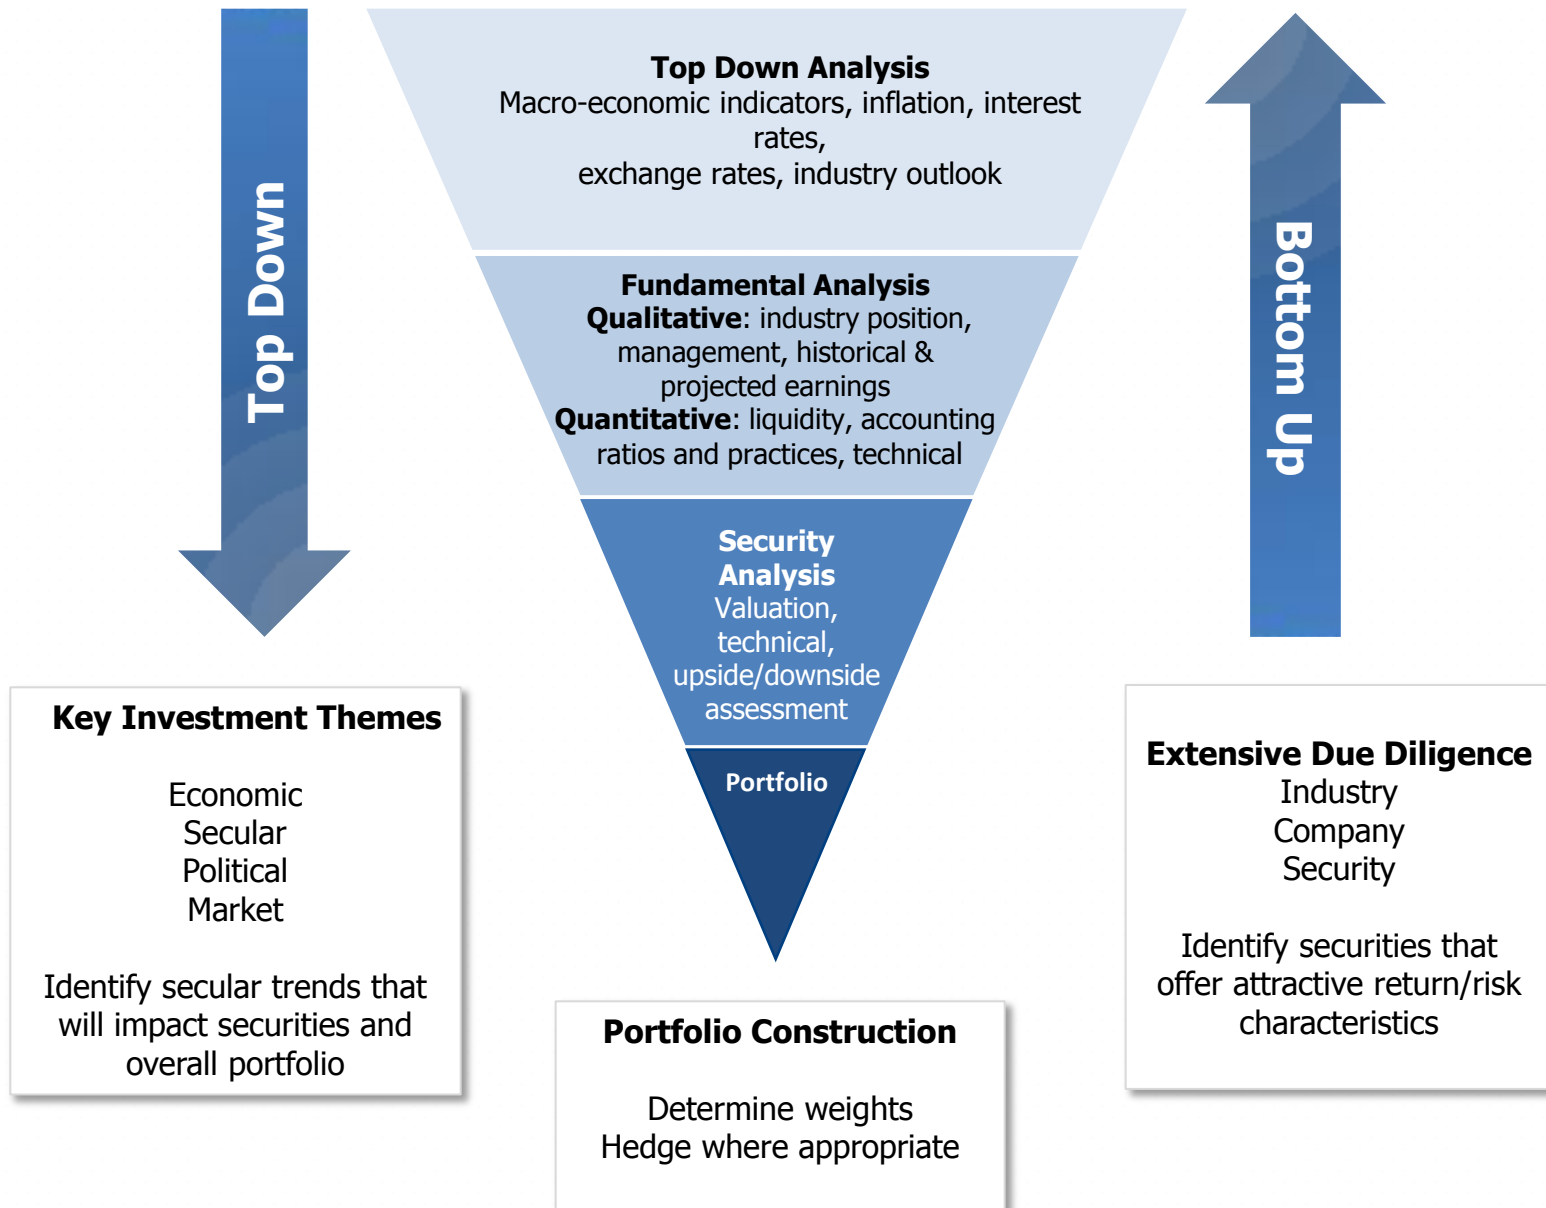 Top Down
Top Down Analysis
Macro-economic indicators, inflation, interest
rates,
exchange rates, industry outlook
Fundamental Analysis
Qualitative: industry position,
management, historical &
projected earnings
Quantitative: liquidity, accounting
ratios and practices, technical
Security
Analysis
Valuation,
technical,
upside/downside
assessment
Portfolio
Bottom Up
Key Investment Themes
Economic
Secular
Political
Market
Identify secular trends that
will impact securities and
overall portfolio
Portfolio Construction
Determine weights
Hedge where appropriate
Extensive Due Diligence
Industry
Company
Security
Identify securities that
offer attractive return/risk
characteristics